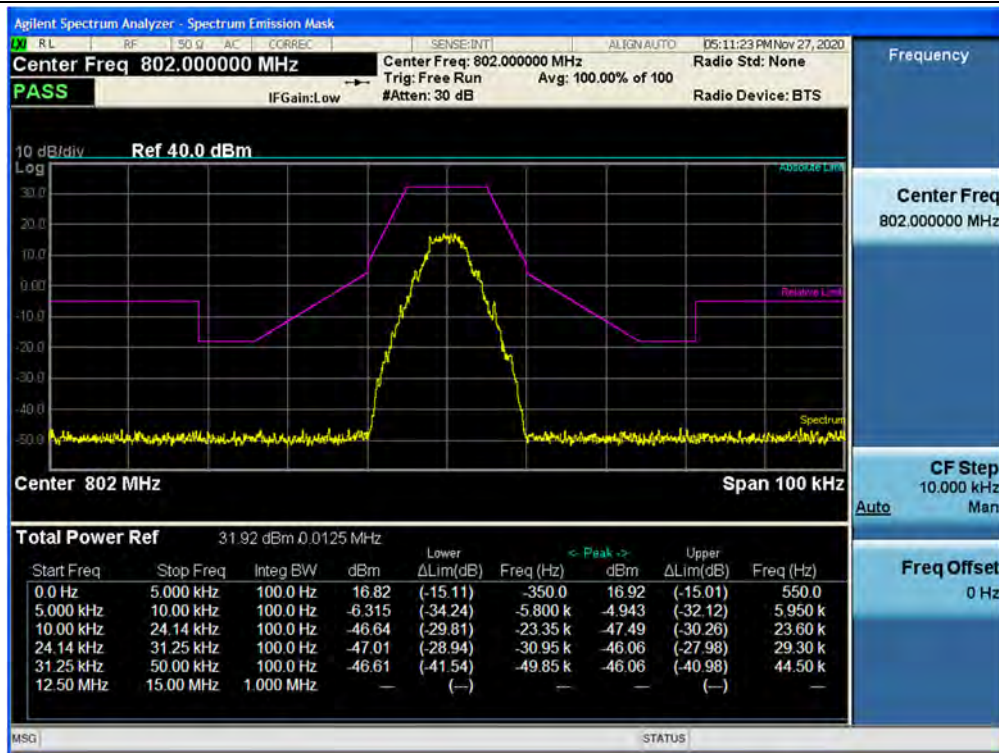 Agilent Spectrum Analyzer - Spectrum Emission Mask
LXI RL RF 50 Ω AC CORREC SENSE:INT ALIGN AUTO 05:11:23 PM Nov 27, 2020
Center Freq 802.000000 MHz
Center Freq: 802.000000 MHz Radio Std: None
Trig: Free Run Avg: 100.00% of 100
PASS IFGain:Low #Atten: 30 dB Radio Device: BTS
10 dB/div Ref 40.0 dBm
Log Absolute Limit
30.0
20.0
10.0
0.00 Relative Limit
-10.0
-20.0
-30.0
-40.0
Spectrum
-50.0
Center 802 MHz Span 100 kHz
Total Power Ref 31.92 dBm / 0.0125 MHz
Lower <- Peak -> Upper
Start Freq Stop Freq Integ BW dBm ΔLim(dB) Freq (Hz) dBm ΔLim(dB) Freq (Hz)
0.0 Hz 5.000 kHz 100.0 Hz 16.82 (-15.11) -350.0 16.92 (-15.01) 550.0
5.000 kHz 10.00 kHz 100.0 Hz -6.315 (-34.24) -5.800 k -4.943 (-32.12) 5.950 k
10.00 kHz 24.14 kHz 100.0 Hz -46.64 (-29.81) -23.35 k -47.49 (-30.26) 23.60 k
24.14 kHz 31.25 kHz 100.0 Hz -47.01 (-28.94) -30.95 k -46.06 (-27.98) 29.30 k
31.25 kHz 50.00 kHz 100.0 Hz -46.61 (-41.54) -49.85 k -46.06 (-40.98) 44.50 k
12.50 MHz 15.00 MHz 1.000 MHz — (—) — — (—) —
MSG STATUS
Frequency
Center Freq
802.000000 MHz
CF Step
10.000 kHz
Auto Man
Freq Offset
0 Hz